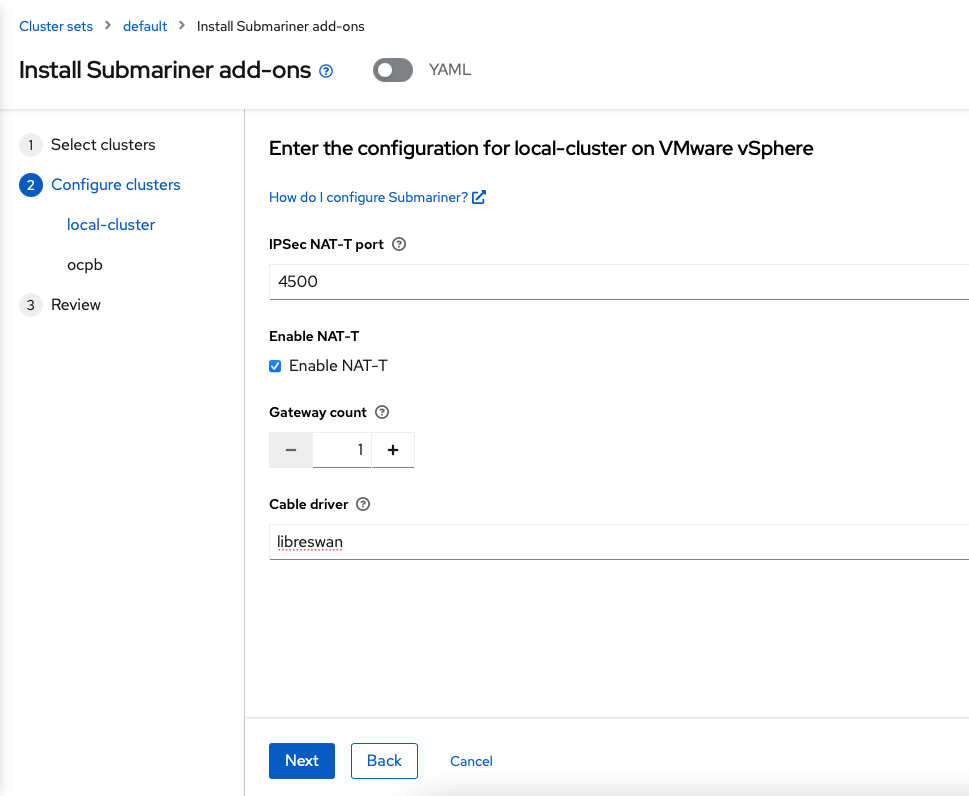 Cluster sets > default > Install Submariner add-ons
Install Submariner add-ons ? YAML
1 Select clusters
2 Configure clusters
local-cluster
ocpb
3 Review
Enter the configuration for local-cluster on VMware vSphere
How do I configure Submariner?
IPSec NAT-T port ?
4500
Enable NAT-T
Enable NAT-T
Gateway count ?
− 1 +
Cable driver ?
libreswan
Next Back Cancel